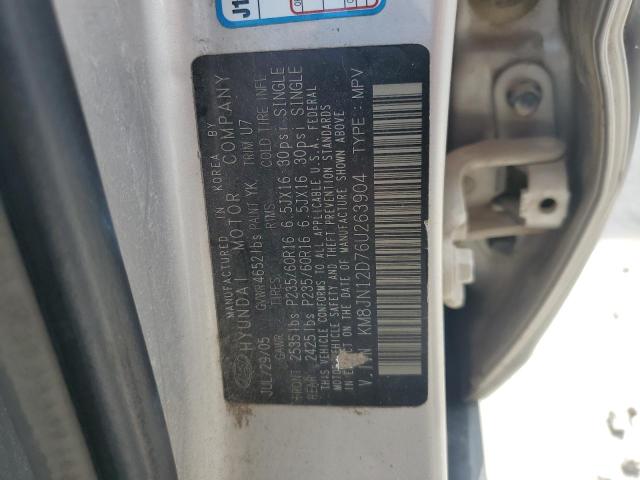 J1
MANUFACTURED IN KOREA BY
HYUNDAI MOTOR COMPANY
JUL/29/05 GVWR4652lbs PAINT YK TRIM U7
GAWR TIRES RIMS COLD TIRE INFL
FRONT 2535lbs P235/60R16 6.5JX16 30psi SINGLE
REAR 2425lbs P235/60R16 6.5JX16 30psi SINGLE
THIS VEHICLE CONFORMS TO ALL APPLICABLE U.S.A. FEDERAL
MOTOR VEHICLE SAFETY AND THEFT PREVENTION STANDARDS
IN EFFECT ON THE DATE OF MANUFACTURE SHOWN ABOVE
V.I.N KM8JN12D76U263904 TYPE : MPV